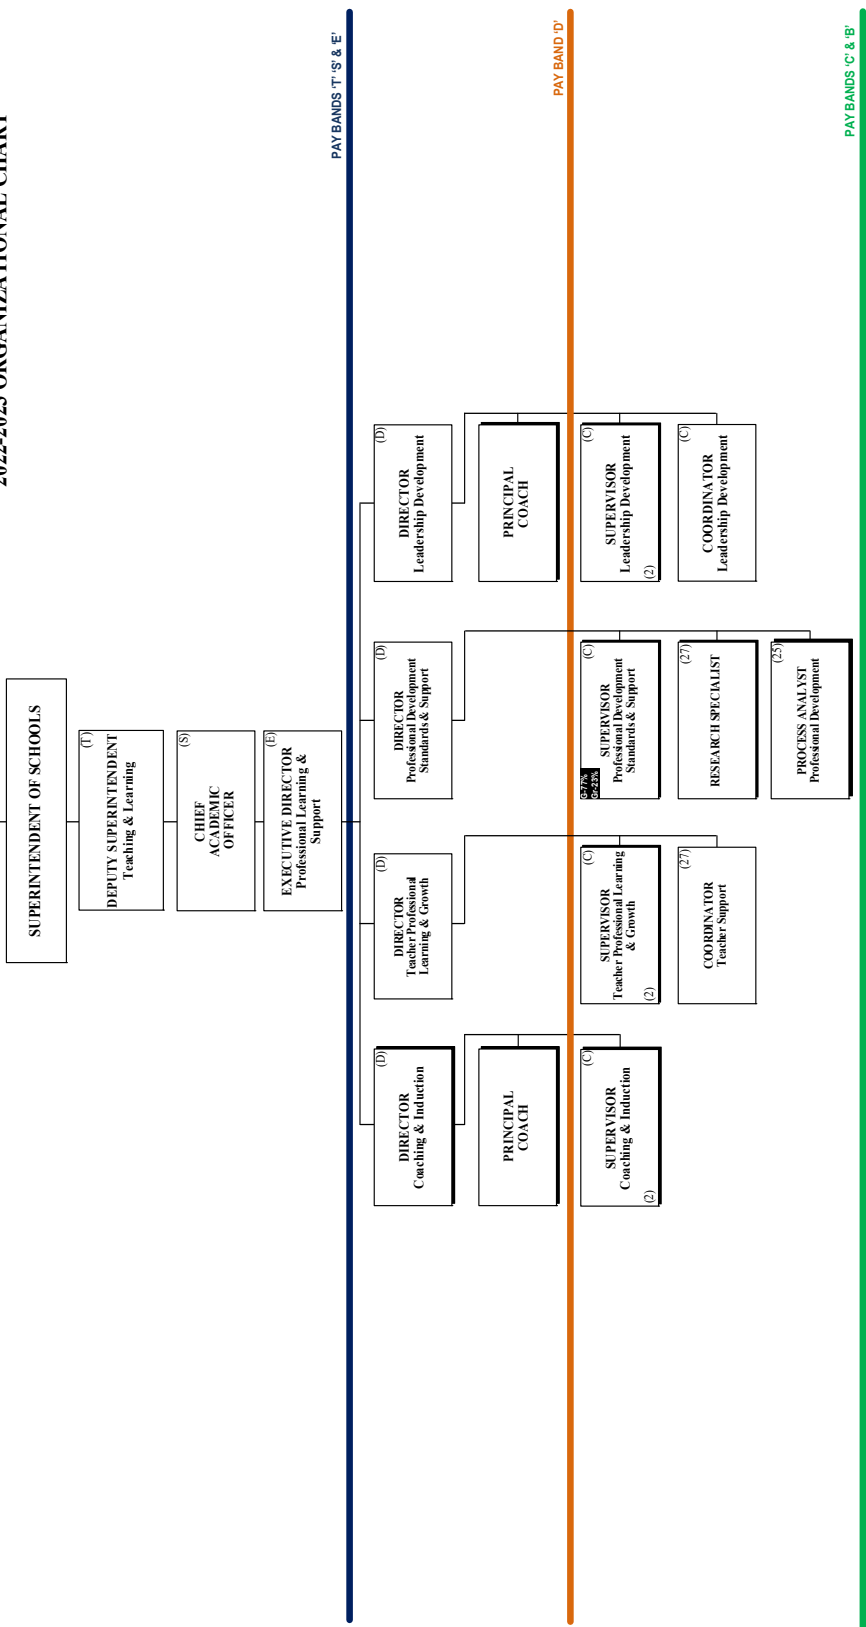 2022-2023 ORGANIZATIONAL CHART
SUPERINTENDENT OF SCHOOLS
(T)
DEPUTY SUPERINTENDENT
Teaching & Learning
(S)
CHIEF
ACADEMIC
OFFICER
(E)
EXECUTIVE DIRECTOR
Professional Learning &
Support
PAY BANDS 'T' 'S' & 'E'
(D)
DIRECTOR
Coaching & Induction
(D)
DIRECTOR
Teacher Professional
Learning & Growth
(D)
DIRECTOR
Professional Development
Standards & Support
(D)
DIRECTOR
Leadership Development
PRINCIPAL
COACH
PRINCIPAL
COACH
PAY BAND 'D'
(C)
SUPERVISOR
Coaching & Induction
(2)
(C)
SUPERVISOR
Teacher Professional Learning
& Growth
(2)
G-77%
Gr-23%
(C)
SUPERVISOR
Professional Development
Standards & Support
(C)
SUPERVISOR
Leadership Development
(2)
(27)
COORDINATOR
Teacher Support
(27)
RESEARCH SPECIALIST
(C)
COORDINATOR
Leadership Development
(25)
PROCESS ANALYST
Professional Development
PAY BANDS 'C' & 'B'